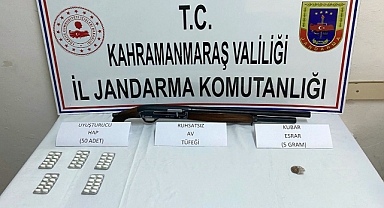 T.C.
KAHRAMANMARAŞ VALİLİĞİ
İL JANDARMA KOMUTANLIĞI
UYUŞTURUCU
HAP
(50 ADET)
RUHSATSIZ
AV
TÜFEĞİ
KUBAR
ESRAR
(5 GRAM)